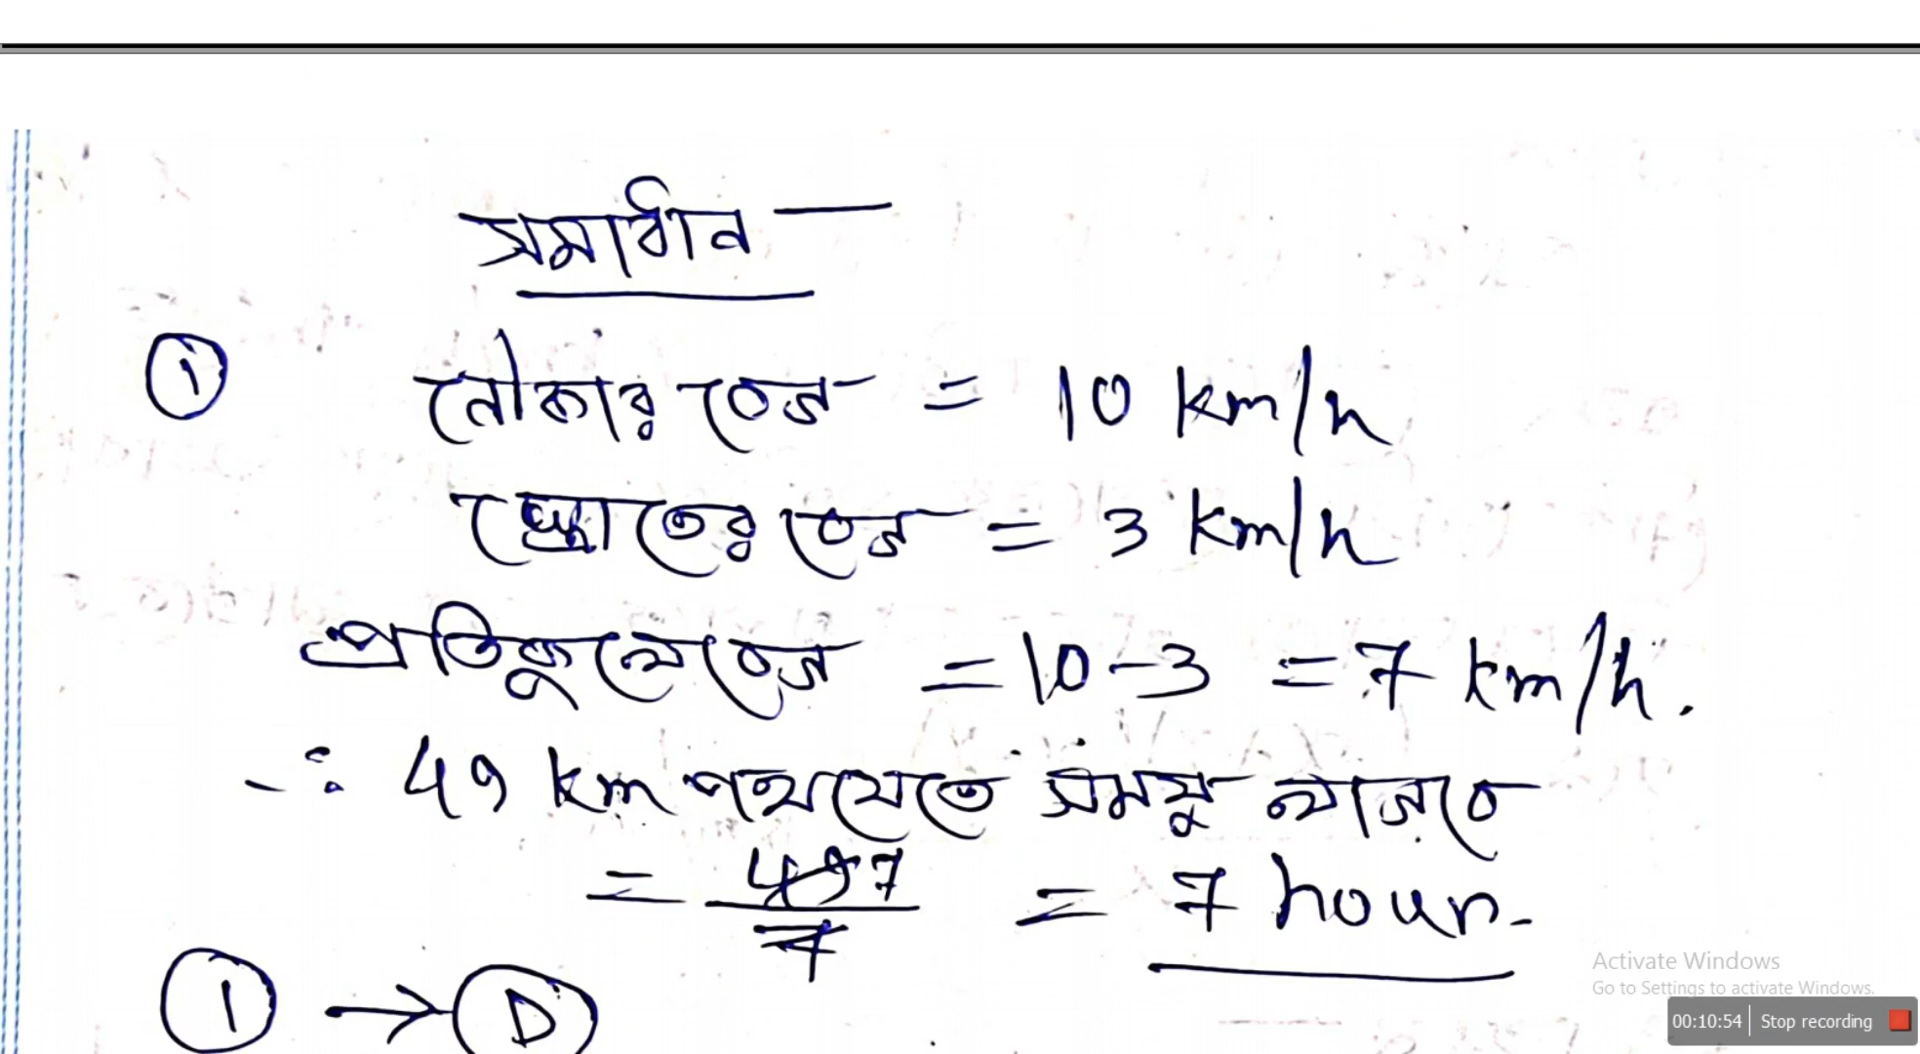 সমাধান —
① নৌকার বেগ = 10 km/h
স্রোতের বেগ = 3 km/h
প্রতিকূলে বেগ = 10 - 3 = 7 km/h.
∴ 49 km পথ যেতে সময় লাগবে
= 49 7 / 7 = 7 hour.
① → Ⓓ
Activate Windows
Go to Settings to activate Windows.
00:10:54 Stop recording